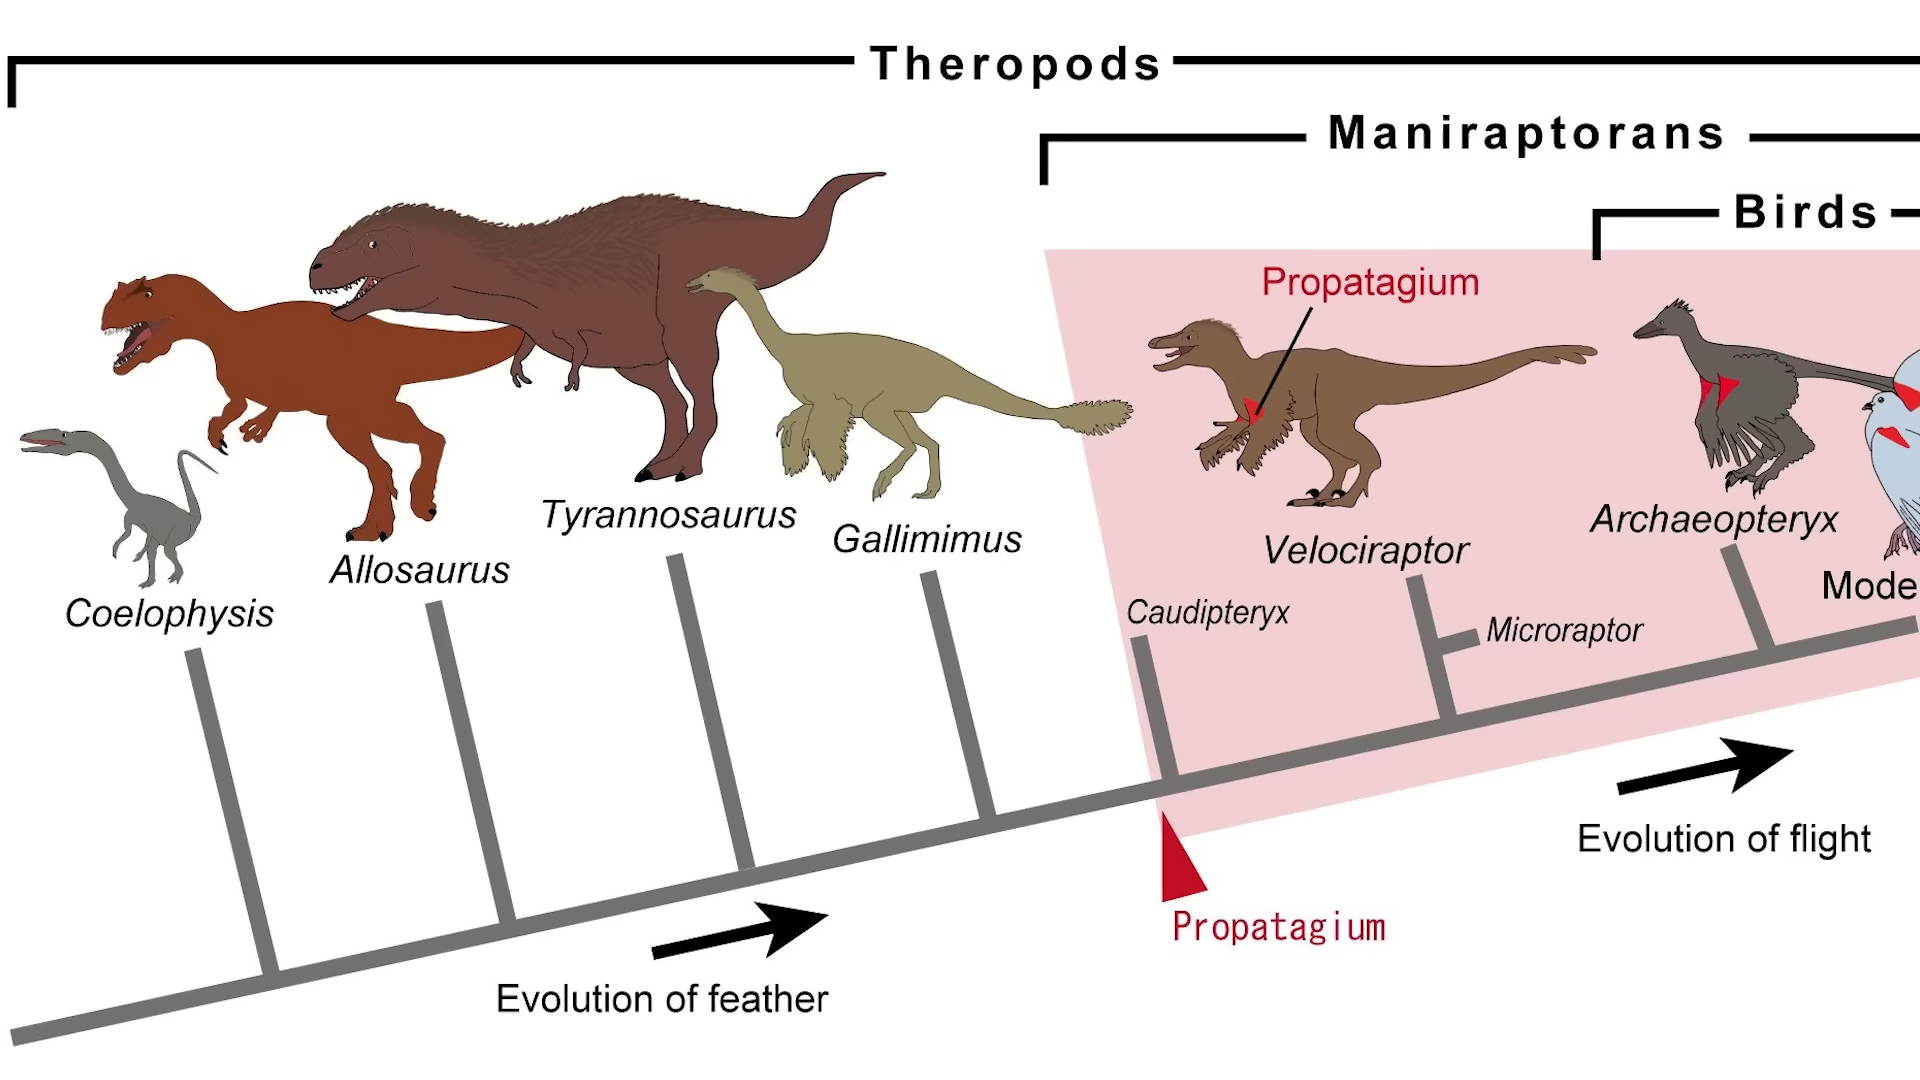 Theropods
Maniraptorans
Birds
Propatagium
Tyrannosaurus
Gallimimus
Archaeopteryx
Velociraptor
Allosaurus
Mode
Coelophysis
Caudipteryx
Microraptor
Evolution of flight
Propatagium
Evolution of feather